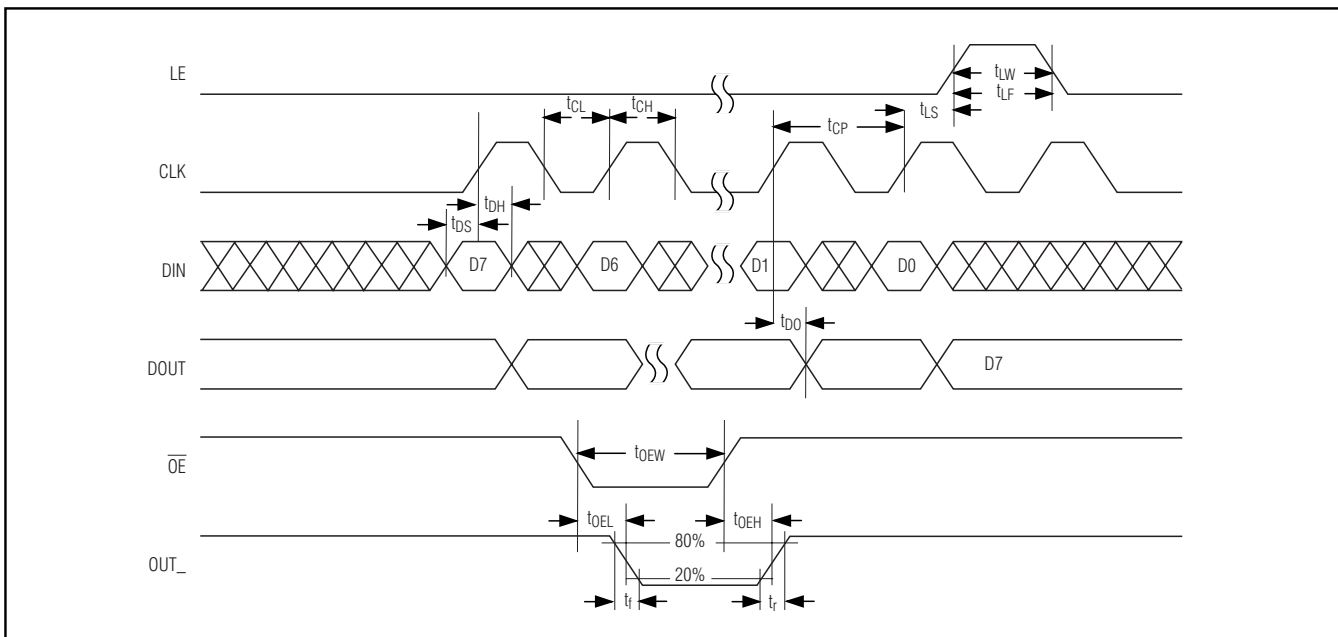 LE
tLW
tLF
tCL
tCH
tLS
tCP
CLK
tDH
tDS
DIN
D7
D6
D1
D0
tDO
DOUT
D7
OE
tOEW
tOEL
tOEH
80%
OUT_
20%
tf
tr